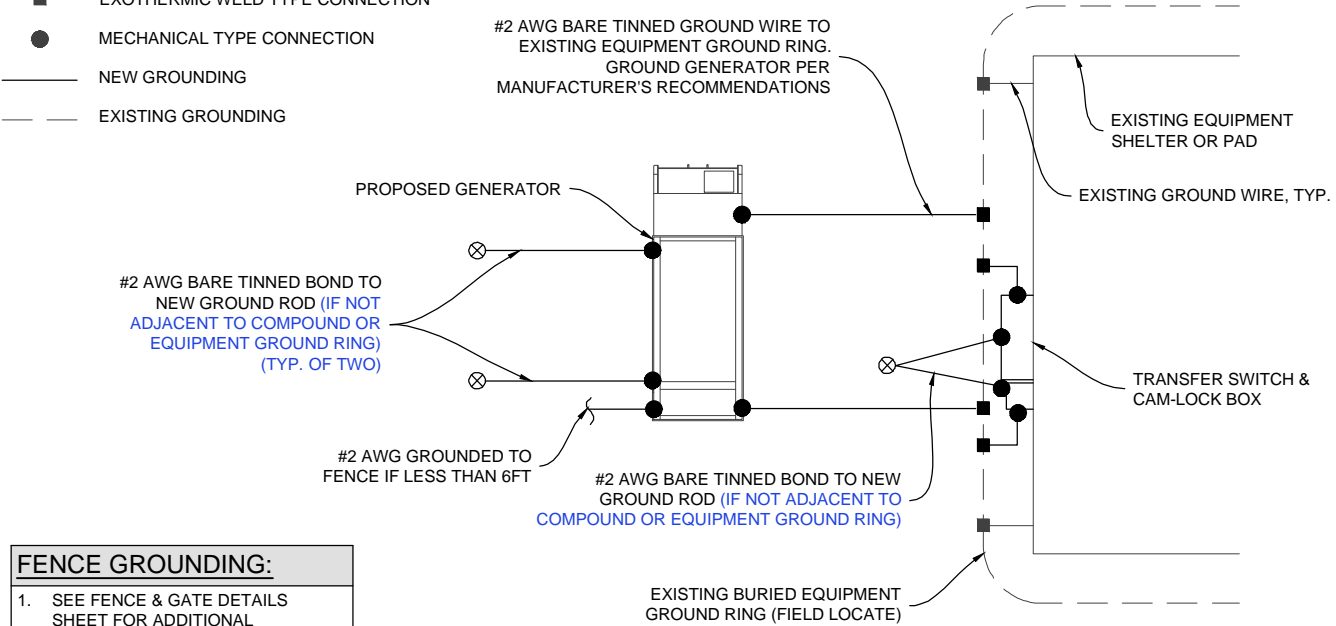 EXOTHERMIC WELD TYPE CONNECTION
MECHANICAL TYPE CONNECTION
NEW GROUNDING
EXISTING GROUNDING
#2 AWG BARE TINNED GROUND WIRE TO
EXISTING EQUIPMENT GROUND RING.
GROUND GENERATOR PER
MANUFACTURER'S RECOMMENDATIONS
EXISTING EQUIPMENT
SHELTER OR PAD
PROPOSED GENERATOR
EXISTING GROUND WIRE, TYP.
#2 AWG BARE TINNED BOND TO
NEW GROUND ROD (IF NOT
ADJACENT TO COMPOUND OR
EQUIPMENT GROUND RING)
(TYP. OF TWO)
TRANSFER SWITCH &
CAM-LOCK BOX
#2 AWG GROUNDED TO
FENCE IF LESS THAN 6FT
#2 AWG BARE TINNED BOND TO NEW
GROUND ROD (IF NOT ADJACENT TO
COMPOUND OR EQUIPMENT GROUND RING)
FENCE GROUNDING:
1. SEE FENCE & GATE DETAILS
SHEET FOR ADDITIONAL
EXISTING BURIED EQUIPMENT
GROUND RING (FIELD LOCATE)